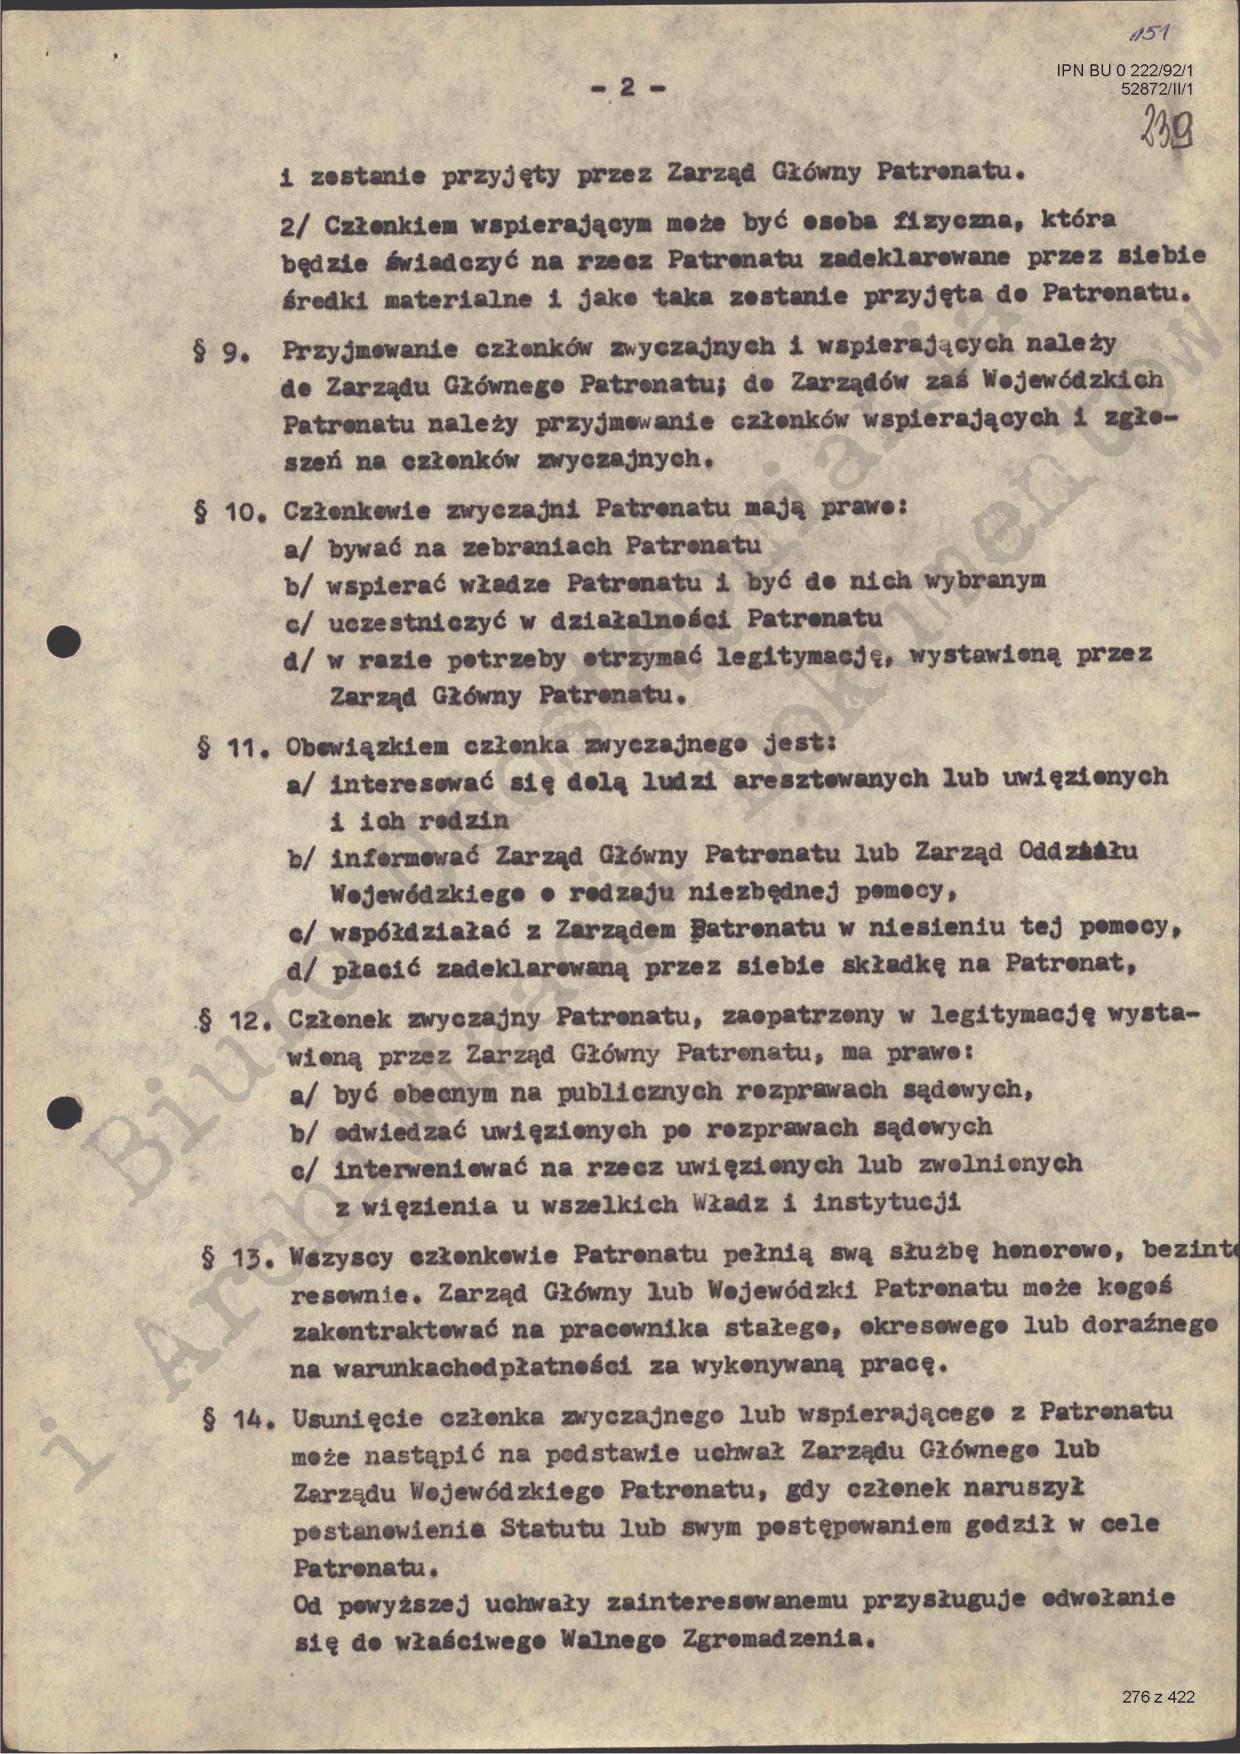 151
IPN BU 0 222/92/1
52872/II/1
- 2 -
239
i zostanie przyjęty przez Zarząd Główny Patronatu.
2/ Członkiem wspierającym może być osoba fizyczna, która
będzie świadczyć na rzecz Patronatu zadeklarowane przez siebie
środki materialne i jako taka zostanie przyjęta do Patronatu.
§ 9. Przyjmowanie członków zwyczajnych i wspierających należy
do Zarządu Głównego Patronatu; do Zarządów zaś Wojewódzkich
Patronatu należy przyjmowanie członków wspierających i zgło-
szeń na członków zwyczajnych.
§ 10. Członkowie zwyczajni Patronatu mają prawo:
a/ bywać na zebraniach Patronatu
b/ wspierać władze Patronatu i być do nich wybranym
c/ uczestniczyć w działalności Patronatu
d/ w razie potrzeby otrzymać legitymację, wystawioną przez
Zarząd Główny Patronatu.
§ 11. Obowiązkiem członka zwyczajnego jest:
a/ interesować się dolą ludzi aresztowanych lub uwięzionych
i ich rodzin
b/ informować Zarząd Główny Patronatu lub Zarząd Oddziału
Wojewódzkiego o rodzaju niezbędnej pomocy,
c/ współdziałać z Zarządem Patronatu w niesieniu tej pomocy,
d/ płacić zadeklarowaną przez siebie składkę na Patronat,
§ 12. Członek zwyczajny Patronatu, zaopatrzony w legitymację wysta-
wioną przez Zarząd Główny Patronatu, ma prawo:
a/ być obecnym na publicznych rozprawach sądowych,
b/ odwiedzać uwięzionych po rozprawach sądowych
c/ interweniować na rzecz uwięzionych lub zwolnionych
z więzienia u wszelkich Władz i instytucji
§ 13. Wszyscy członkowie Patronatu pełnią swą służbę honorowo, bezinte
resownie. Zarząd Główny lub Wojewódzki Patronatu może kogoś
zakontraktować na pracownika stałego, okresowego lub doraźnego
na warunkachodpłatności za wykonywaną pracę.
§ 14. Usunięcie członka zwyczajnego lub wspierającego z Patronatu
może nastąpić na podstawie uchwał Zarządu Głównego lub
Zarządu Wojewódzkiego Patronatu, gdy członek naruszył
postanowienia Statutu lub swym postępowaniem godził w cele
Patronatu.
Od powyższej uchwały zainteresowanemu przysługuje odwołanie
się do właściwego Walnego Zgromadzenia.
276 z 422